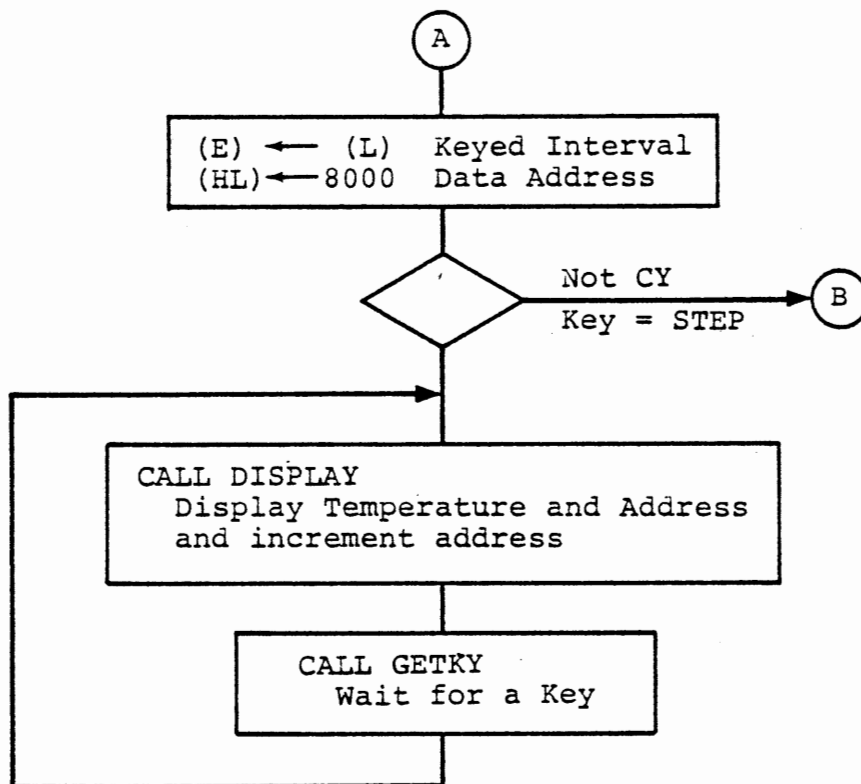 A
(E) ← (L) Keyed Interval
(HL)← 8000 Data Address
Not CY
Key = STEP
B
CALL DISPLAY
Display Temperature and Address
and increment address
CALL GETKY
Wait for a Key